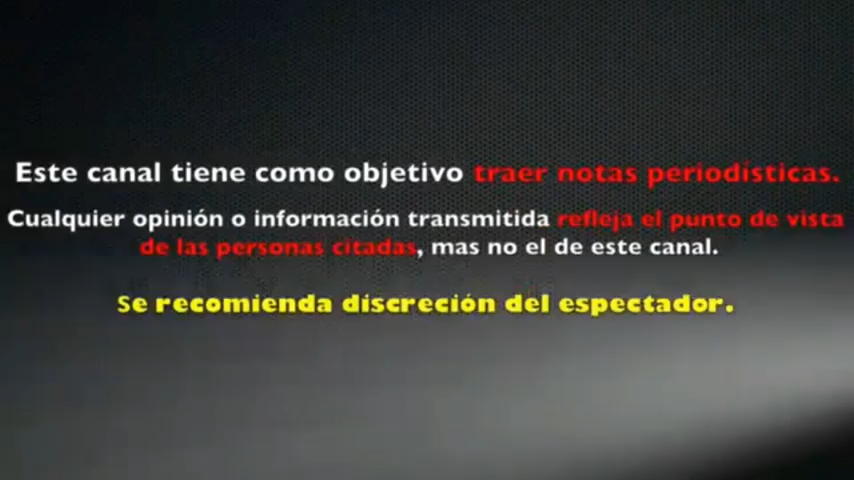 Este canal tiene como objetivo traer notas periodísticas.
Cualquier opinión o información transmitida refleja el punto de vista
de las personas citadas, mas no el de este canal.
Se recomienda discreción del espectador.